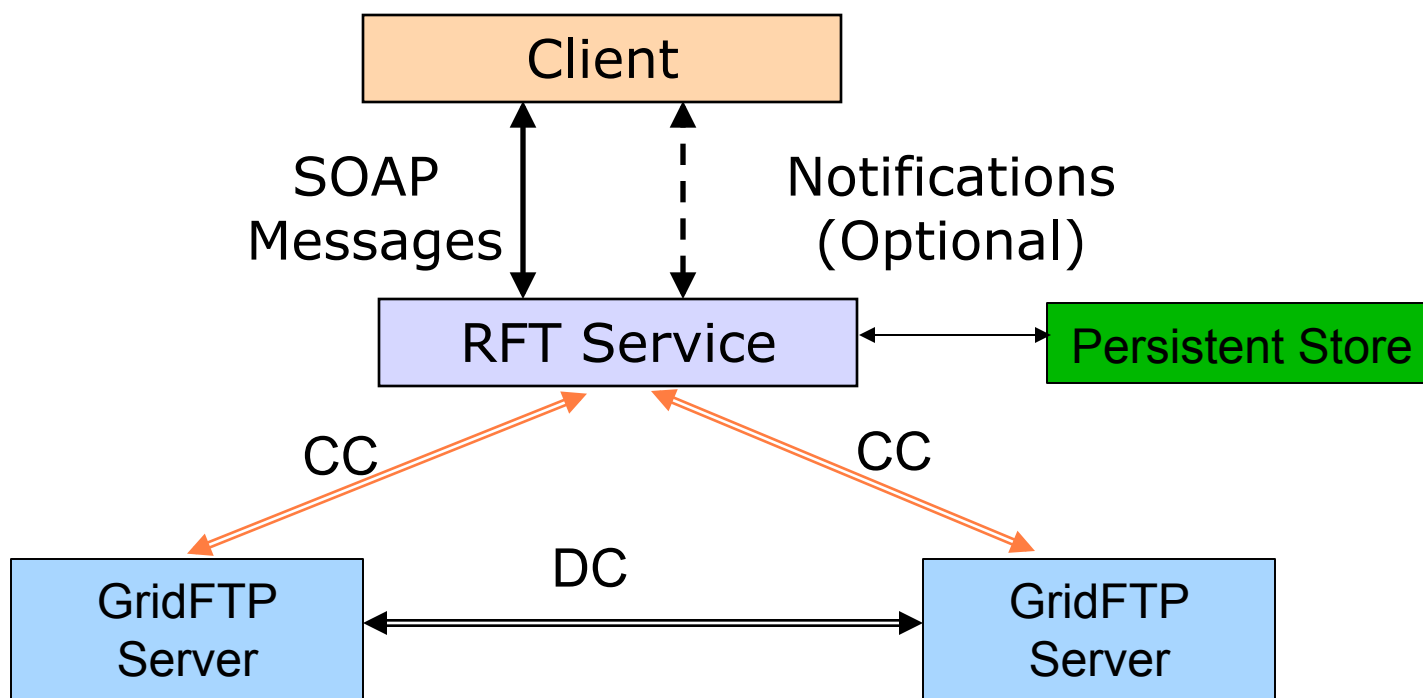 Client
SOAP
Messages
Notifications
(Optional)
RFT Service
Persistent Store
CC
CC
DC
GridFTP
Server
GridFTP
Server